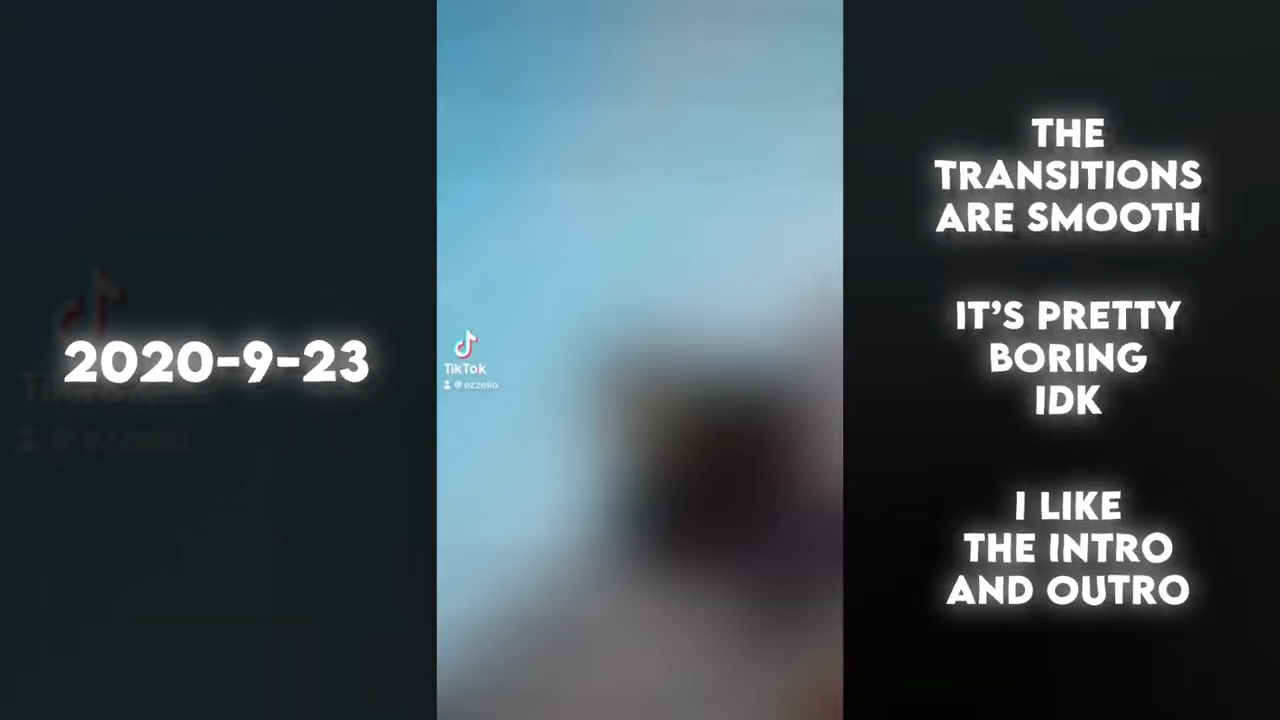 2020-9-23
TikTok
@ezzelio
THE
TRANSITIONS
ARE SMOOTH
IT'S PRETTY
BORING
IDK
I LIKE
THE INTRO
AND OUTRO